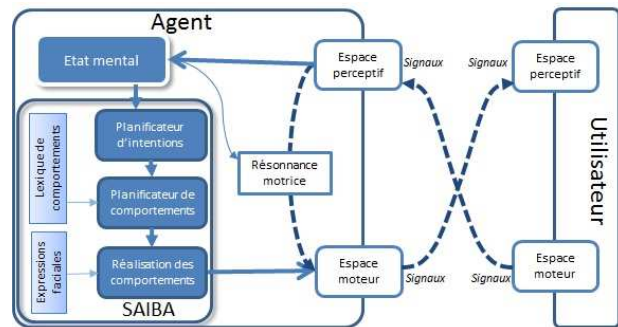 Agent
Etat mental
Espace
perceptif
Signaux
Signaux
Espace
perceptif
Planificateur
d'intentions
Lexique de
comportements
Planificateur de
comportements
Résonnance
motrice
Utilisateur
Expressions
faciales
Réalisation des
comportements
SAIBA
Espace
moteur
Signaux
Signaux
Espace
moteur